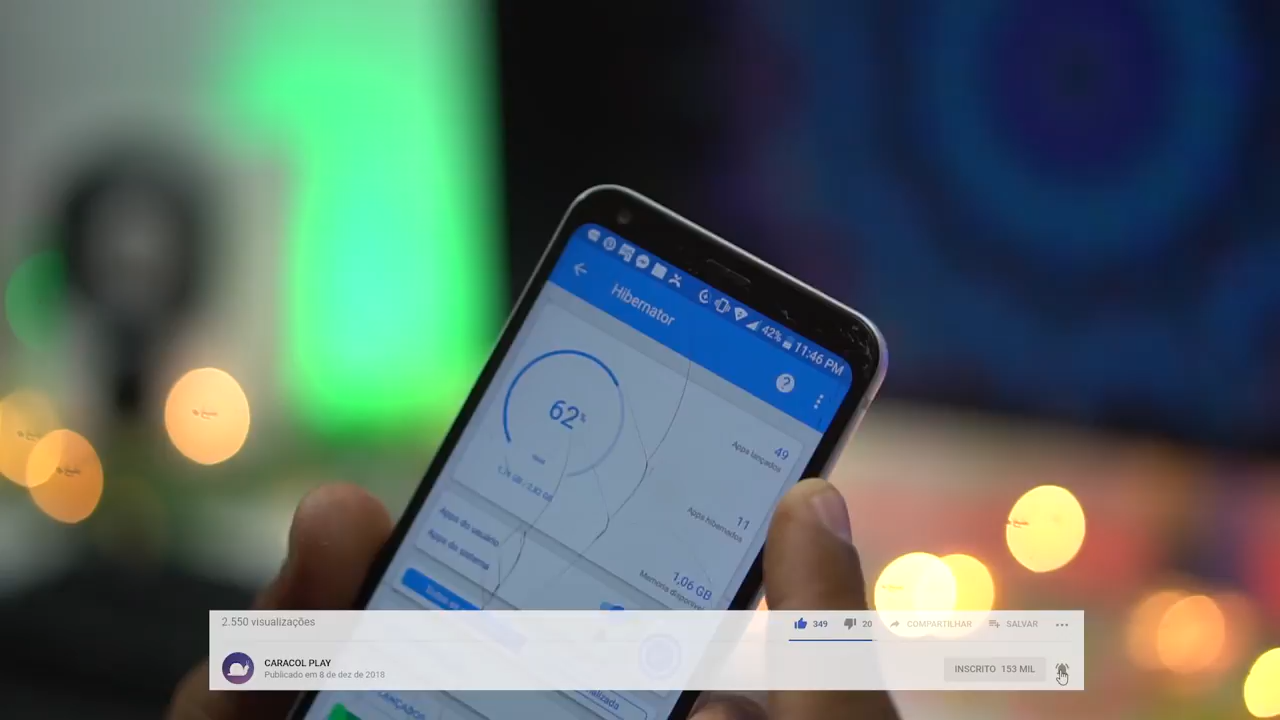 42% 11:46 PM
Hibernator
?
62%
49
Apps lançados
11
Apps hibernados
1,06 GB
Memória disponível
Apps do usuário
Apps do sistema
2.550 visualizações
349
20
COMPARTILHAR
SALVAR
CARACOL PLAY
Publicado em 8 de dez de 2018
INSCRITO 153 MIL